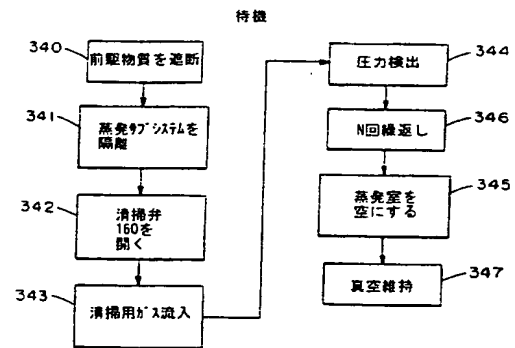 待機
340
前駆物質を遮断
341
蒸発サブシステムを
隔離
342
清掃弁
160を
開く
343
清掃用ガス流入
344
圧力検出
346
N回繰返し
345
蒸発室を
空にする
347
真空維持